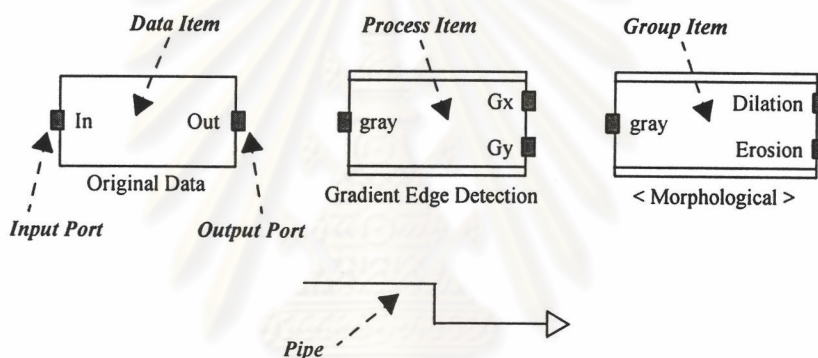 Data Item
Process Item
Group Item
In
Out
gray
Gx
Gy
gray
Dilation
Erosion
Original Data
Gradient Edge Detection
< Morphological >
Input Port
Output Port
Pipe